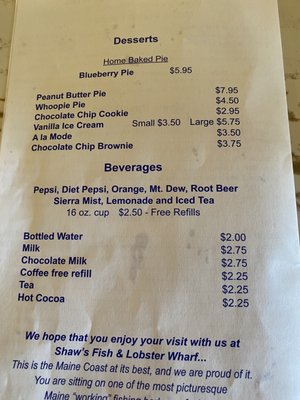 Desserts
Home Baked Pie
Blueberry Pie $5.95
Peanut Butter Pie $7.95
Whoopie Pie $4.50
Chocolate Chip Cookie $2.95
Vanilla Ice Cream Small $3.50 Large $5.75
A la Mode $3.50
Chocolate Chip Brownie $3.75
Beverages
Pepsi, Diet Pepsi, Orange, Mt. Dew, Root Beer
Sierra Mist, Lemonade and Iced Tea
16 oz. cup $2.50 - Free Refills
Bottled Water $2.00
Milk $2.75
Chocolate Milk $2.75
Coffee free refill $2.25
Tea $2.25
Hot Cocoa $2.25
We hope that you enjoy your visit with us at
Shaw's Fish & Lobster Wharf...
This is the Maine Coast at its best, and we are proud of it.
You are sitting on one of the most picturesque
Maine "working" fishing